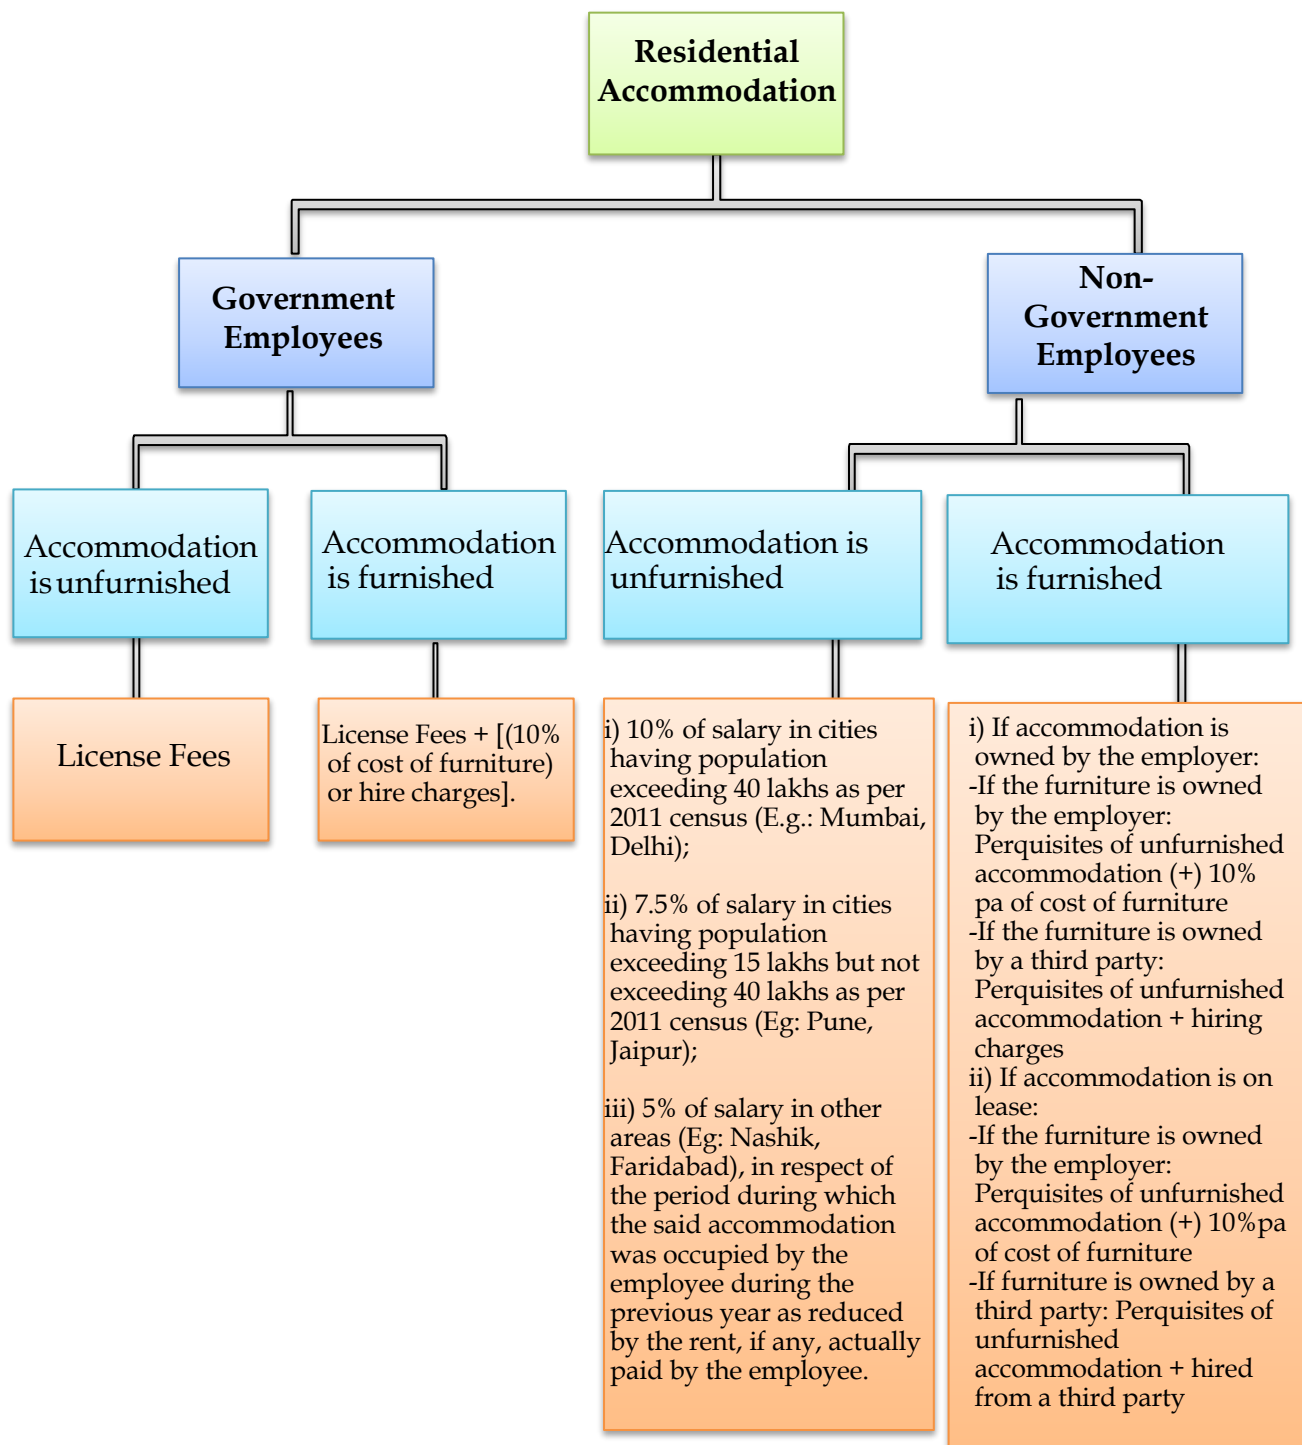 Residential
Accommodation
Government
Employees
Non-
Government
Employees
Accommodation
is unfurnished
Accommodation
is furnished
Accommodation is
unfurnished
Accommodation
is furnished
License Fees
License Fees + [(10%
of cost of furniture)
or hire charges].
i) 10% of salary in cities
having population
exceeding 40 lakhs as per
2011 census (E.g.: Mumbai,
Delhi);
ii) 7.5% of salary in cities
having population
exceeding 15 lakhs but not
exceeding 40 lakhs as per
2011 census (Eg: Pune,
Jaipur);
iii) 5% of salary in other
areas (Eg: Nashik,
Faridabad), in respect of
the period during which
the said accommodation
was occupied by the
employee during the
previous year as reduced
by the rent, if any, actually
paid by the employee.
i) If accommodation is
owned by the employer:
-If the furniture is owned
by the employer:
Perquisites of unfurnished
accommodation (+) 10%
pa of cost of furniture
-If the furniture is owned
by a third party:
Perquisites of unfurnished
accommodation + hiring
charges
ii) If accommodation is on
lease:
-If the furniture is owned
by the employer:
Perquisites of unfurnished
accommodation (+) 10%pa
of cost of furniture
-If furniture is owned by a
third party: Perquisites of
unfurnished
accommodation + hired
from a third party